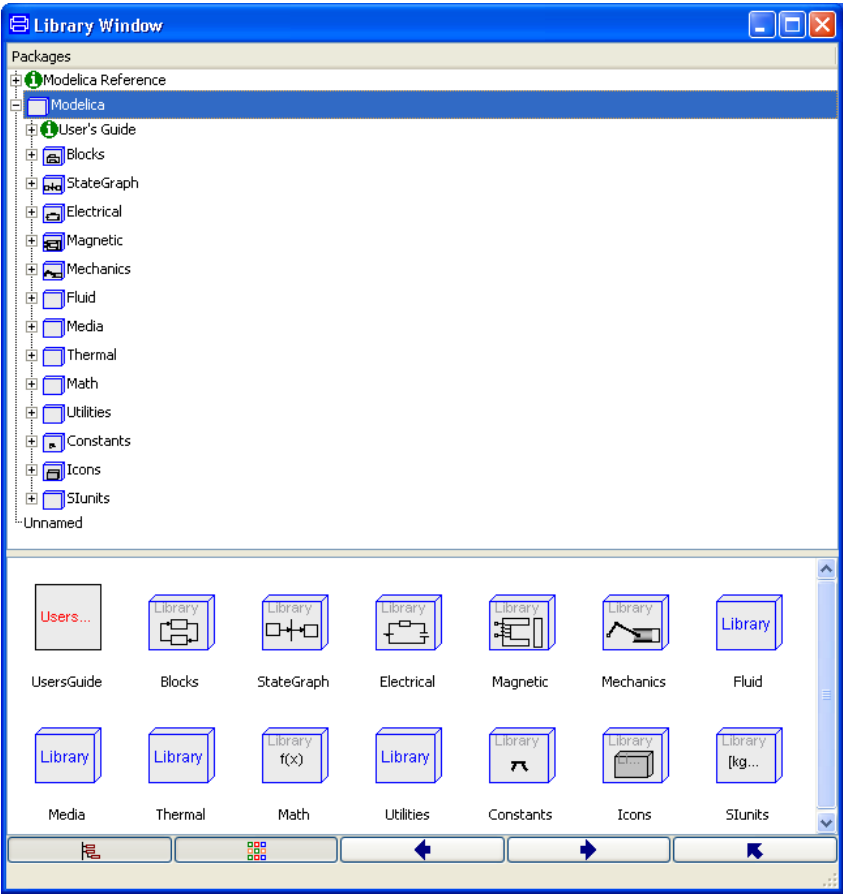 Library Window
Packages
Modelica Reference
Modelica
User's Guide
Blocks
StateGraph
Electrical
Magnetic
Mechanics
Fluid
Media
Thermal
Math
Utilities
Constants
Icons
SIunits
Unnamed
Users...
Library
Library
Library
Library
Library
Library
UsersGuide Blocks StateGraph Electrical Magnetic Mechanics Fluid
Library
Library
Library
f(x)
Library
Library
Library
Li...
Library
[kg...
Media Thermal Math Utilities Constants Icons SIunits